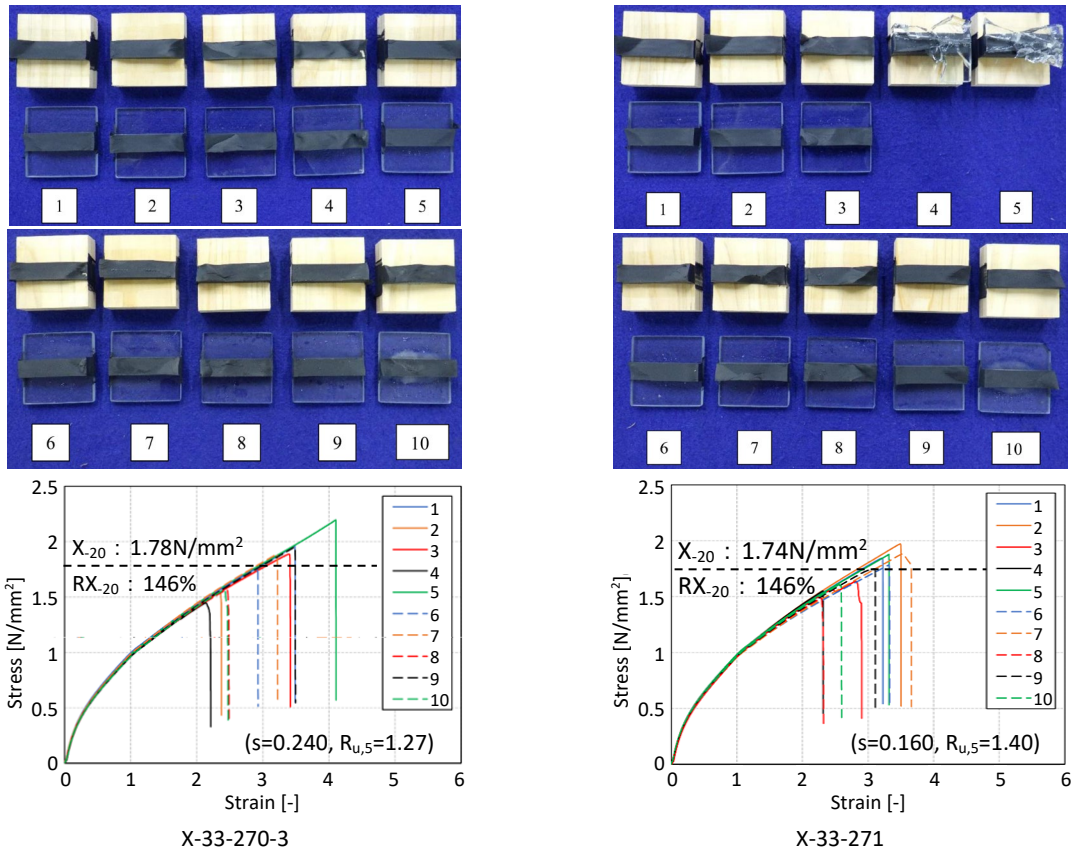 1 2 3 4 5
6 7 8 9 10
2.5
2
1.5
1
0.5
0
Stress [N/mm²]
X-20 : 1.78N/mm²
RX-20 : 146%
1
2
3
4
5
6
7
8
9
10
(s=0.240, Ru,5=1.27)
0 1 2 3 4 5 6
Strain [-]
X-33-270-3
1 2 3 4 5
6 7 8 9 10
2.5
2
1.5
1
0.5
0
Stress [N/mm²]
X-20 : 1.74N/mm²
RX-20 : 146%
1
2
3
4
5
6
7
8
9
10
(s=0.160, Ru,5=1.40)
0 1 2 3 4 5 6
Strain [-]
X-33-271